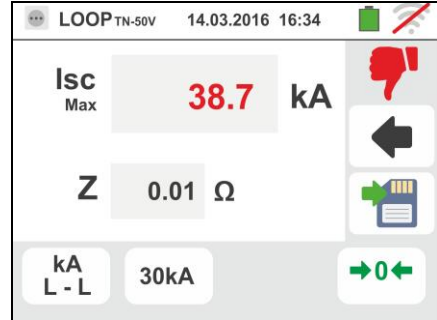 LOOP TN-50V 14.03.2016 16:34
Isc Max 38.7 kA
Z 0.01 Ω
kA L - L
30kA
→0←